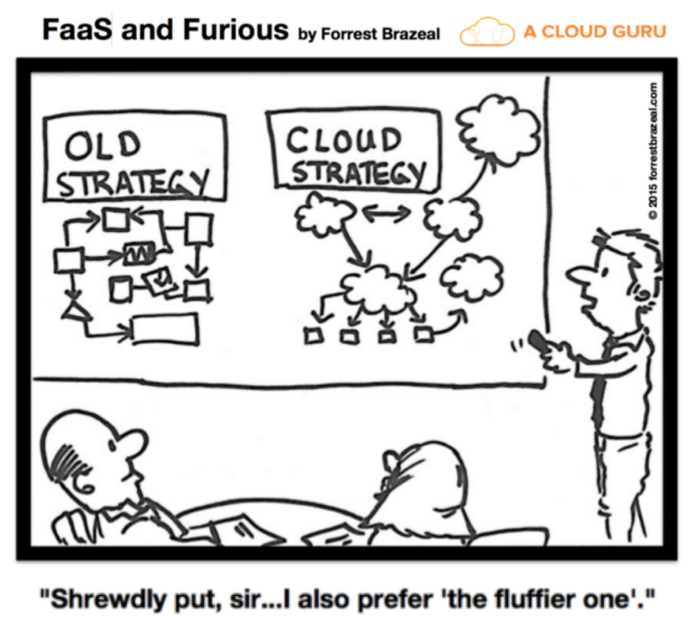 FaaS and Furious by Forrest Brazeal
A CLOUD GURU
OLD
STRATEGY
CLOUD
STRATEGY
© 2015 forrestbrazeal.com
"Shrewdly put, sir...I also prefer 'the fluffier one'."